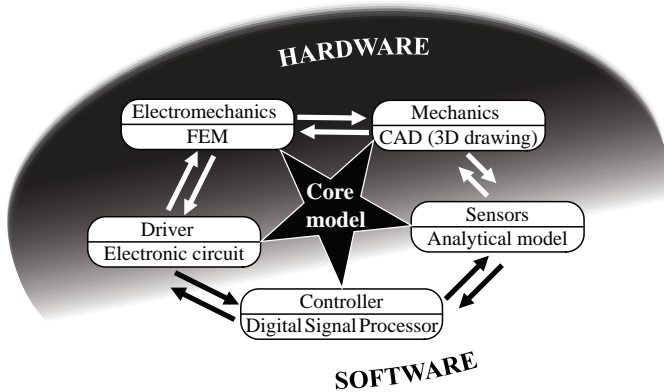 HARDWARE
Electromechanics
FEM
Mechanics
CAD (3D drawing)
Core
model
Driver
Electronic circuit
Sensors
Analytical model
Controller
Digital Signal Processor
SOFTWARE